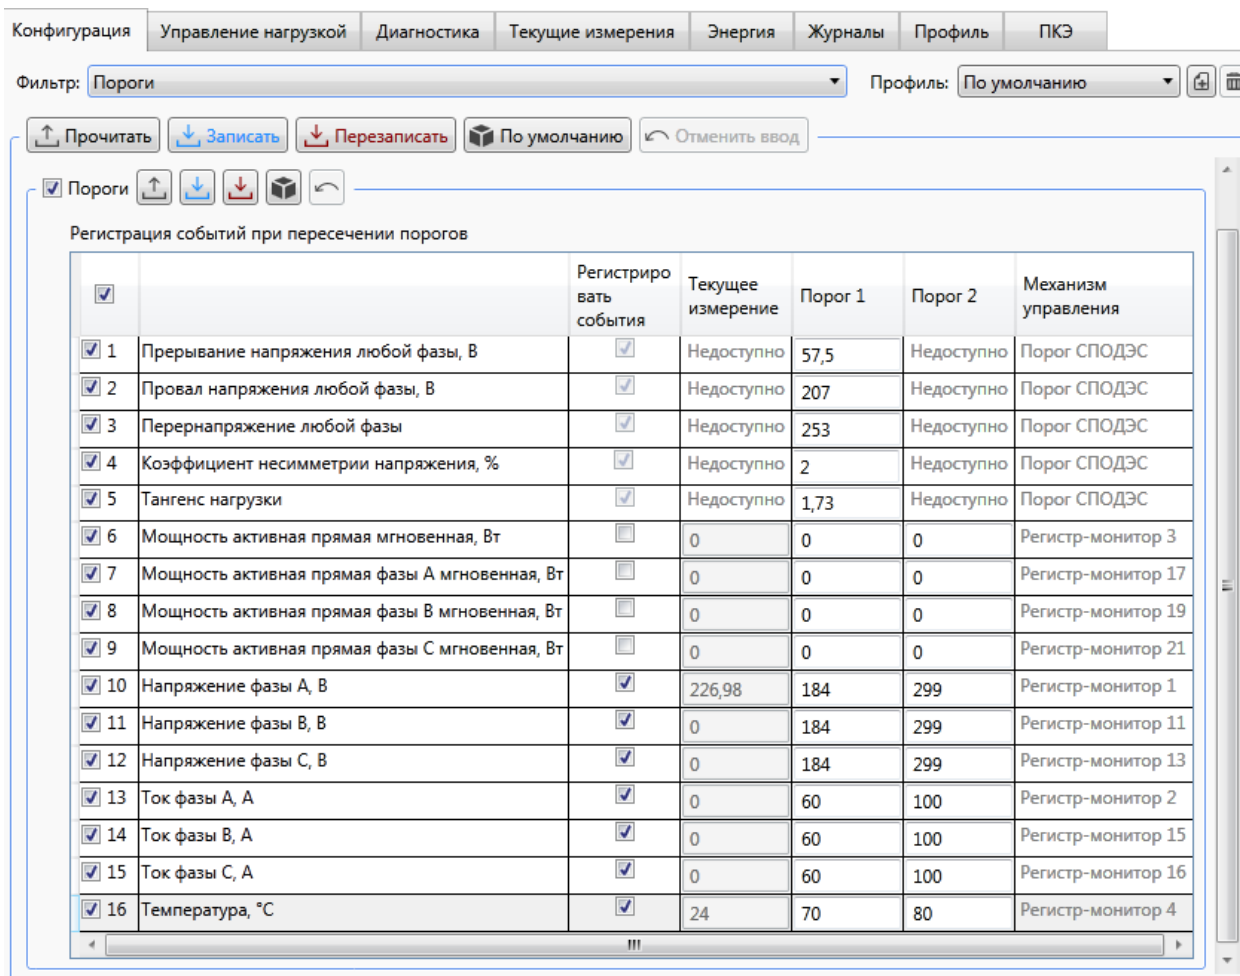 Конфигурация Управление нагрузкой Диагностика Текущие измерения Энергия Журналы Профиль ПКЭ
Фильтр: Пороги Профиль: По умолчанию
Прочитать Записать Перезаписать По умолчанию Отменить ввод
Пороги
Регистрация событий при пересечении порогов
Регистриро
вать
события
Текущее
измерение
Порог 1
Порог 2
Механизм
управления
1 Прерывание напряжения любой фазы, В Недоступно 57,5 Недоступно Порог СПОДЭС
2 Провал напряжения любой фазы, В Недоступно 207 Недоступно Порог СПОДЭС
3 Перернапряжение любой фазы Недоступно 253 Недоступно Порог СПОДЭС
4 Коэффициент несимметрии напряжения, % Недоступно 2 Недоступно Порог СПОДЭС
5 Тангенс нагрузки Недоступно 1,73 Недоступно Порог СПОДЭС
6 Мощность активная прямая мгновенная, Вт 0 0 0 Регистр-монитор 3
7 Мощность активная прямая фазы А мгновенная, Вт 0 0 0 Регистр-монитор 17
8 Мощность активная прямая фазы В мгновенная, Вт 0 0 0 Регистр-монитор 19
9 Мощность активная прямая фазы С мгновенная, Вт 0 0 0 Регистр-монитор 21
10 Напряжение фазы А, В 226,98 184 299 Регистр-монитор 1
11 Напряжение фазы В, В 0 184 299 Регистр-монитор 11
12 Напряжение фазы С, В 0 184 299 Регистр-монитор 13
13 Ток фазы А, А 0 60 100 Регистр-монитор 2
14 Ток фазы В, А 0 60 100 Регистр-монитор 15
15 Ток фазы С, А 0 60 100 Регистр-монитор 16
16 Температура, °С 24 70 80 Регистр-монитор 4